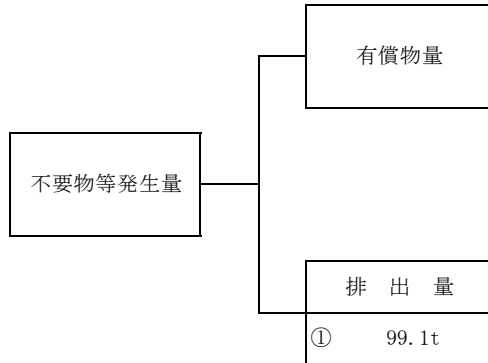 有償物量
不要物等発生量
排 出 量
① 99.1t